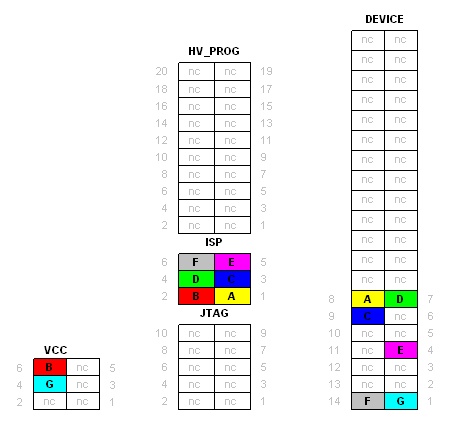 HV_PROG
20 nc nc 19
18 nc nc 17
16 nc nc 15
14 nc nc 13
12 nc nc 11
10 nc nc 9
8 nc nc 7
6 nc nc 5
4 nc nc 3
2 nc nc 1
ISP
6 F E 5
4 D C 3
2 B A 1
JTAG
10 nc nc 9
8 nc nc 7
6 nc nc 5
4 nc nc 3
2 nc nc 1
VCC
6 B nc 5
4 G nc 3
2 nc nc 1
DEVICE
nc nc
nc nc
nc nc
nc nc
nc nc
nc nc
nc nc
nc nc
nc nc
nc nc
nc nc
nc nc
nc nc
8 A D 7
9 C nc 6
10 nc nc 5
11 nc E 4
12 nc nc 3
13 nc nc 2
14 F G 1